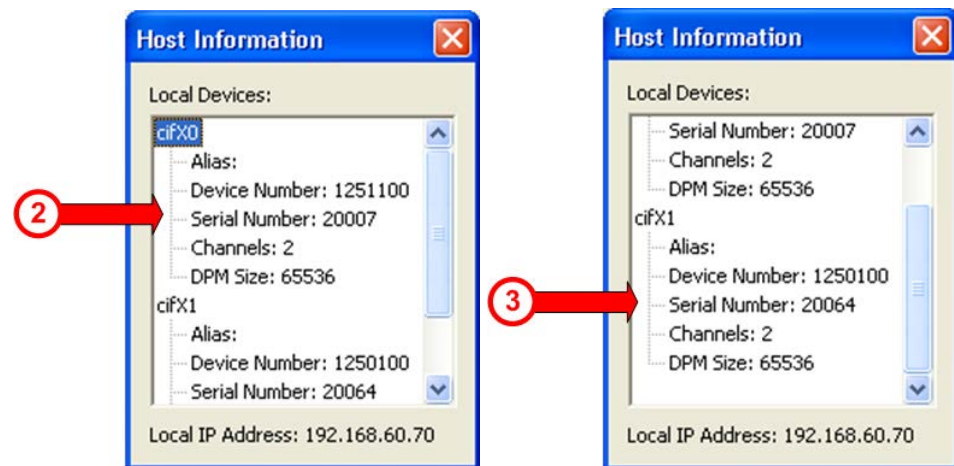 Host Information
Local Devices:
cifX0
Alias:
Device Number: 1251100
Serial Number: 20007
Channels: 2
DPM Size: 65536
cifX1
Alias:
Device Number: 1250100
Serial Number: 20064
Local IP Address: 192.168.60.70
2
Host Information
Local Devices:
Serial Number: 20007
Channels: 2
DPM Size: 65536
cifX1
Alias:
Device Number: 1250100
Serial Number: 20064
Channels: 2
DPM Size: 65536
Local IP Address: 192.168.60.70
3